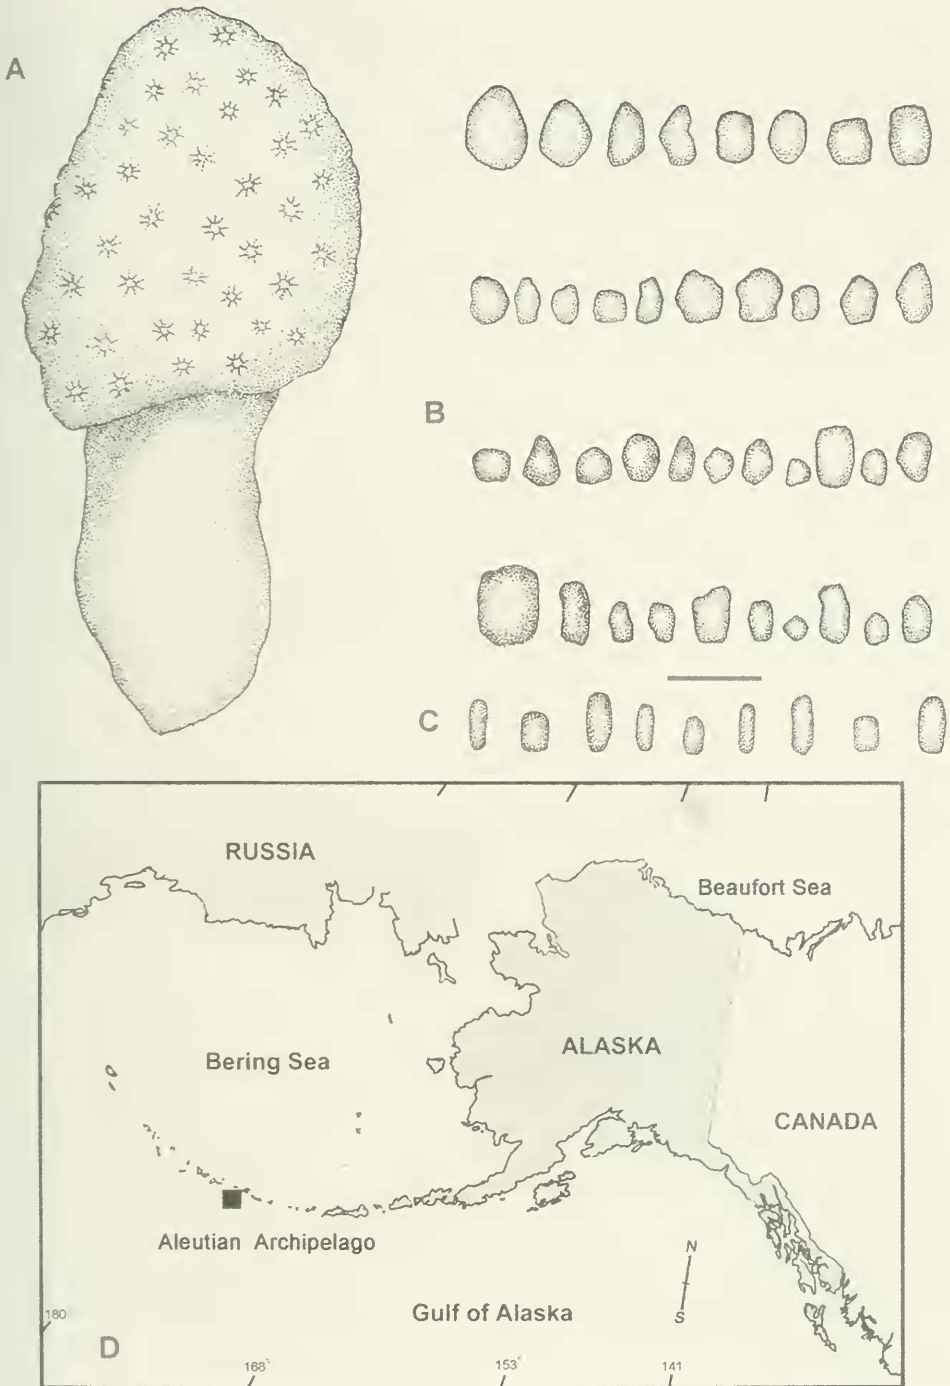 A
B
C
RUSSIA
Beaufort Sea
ALASKA
Bering Sea
CANADA
Aleutian Archipelago
N
S
Gulf of Alaska
180
D
168°
153°
141